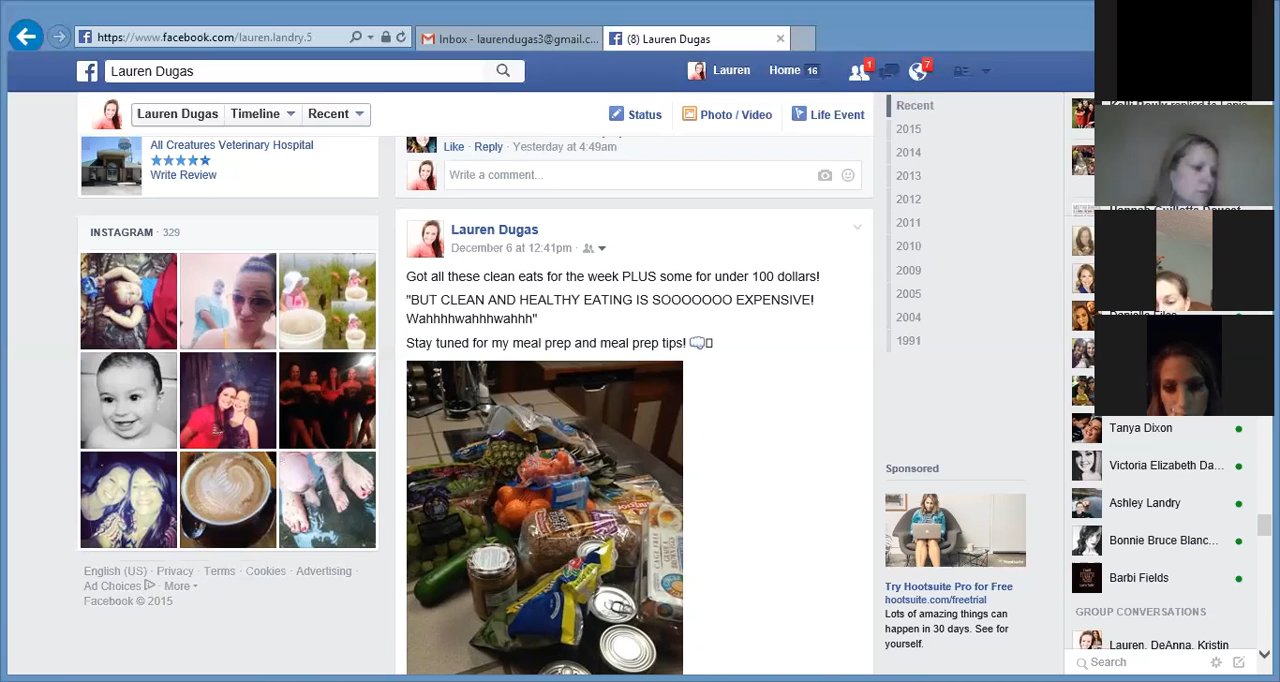 https://www.facebook.com/lauren.landry.5
Inbox - laurendugas3@gmail.c...
(8) Lauren Dugas
Lauren Dugas
Lauren
Home 16
1
7
Lauren Dugas
Timeline
Recent
Status
Photo / Video
Life Event
All Creatures Veterinary Hospital
Write Review
Like · Reply · Yesterday at 4:49am
Write a comment...
INSTAGRAM · 329
English (US) · Privacy · Terms · Cookies · Advertising ·
Ad Choices · More
Facebook © 2015
Lauren Dugas
December 6 at 12:41pm ·
Got all these clean eats for the week PLUS some for under 100 dollars!
"BUT CLEAN AND HEALTHY EATING IS SOOOOOOO EXPENSIVE!
Wahhhhwahhhwahhh"
Stay tuned for my meal prep and meal prep tips!
Recent
2015
2014
2013
2012
2011
2010
2009
2005
2004
1991
Sponsored
Try Hootsuite Pro for Free
hootsuite.com/freetrial
Lots of amazing things can
happen in 30 days. See for
yourself.
Tanya Dixon
Victoria Elizabeth Da...
Ashley Landry
Bonnie Bruce Blanc...
Barbi Fields
GROUP CONVERSATIONS
Lauren, DeAnna, Kristin
Search